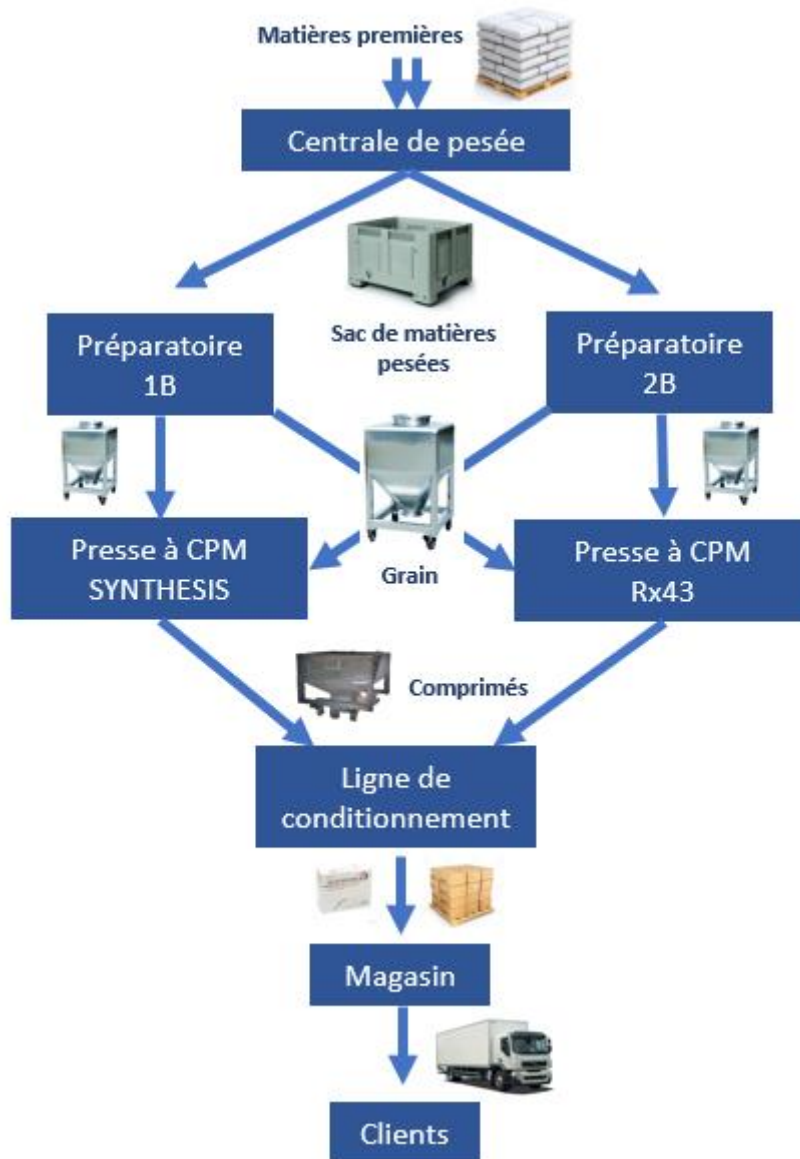 Matières premières
Centrale de pesée
Sac de matières
pesées
Préparatoire
1B
Préparatoire
2B
Presse à CPM
SYNTHESIS
Grain
Presse à CPM
Rx43
Comprimés
Ligne de
conditionnement
Magasin
Clients